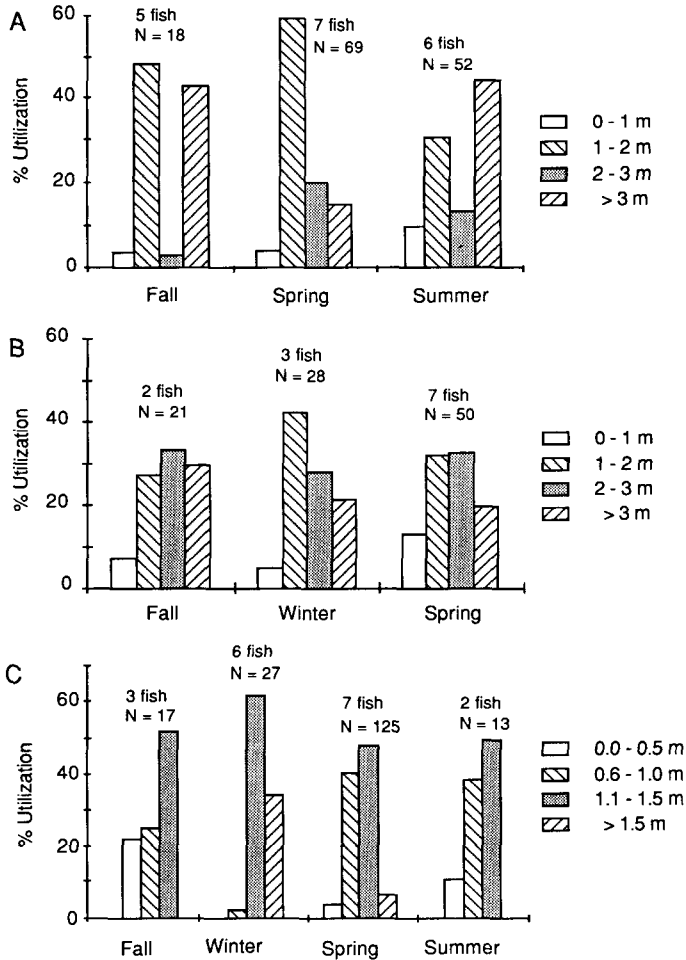 A
% Utilization
60
40
20
0
5 fish
N = 18
7 fish
N = 69
6 fish
N = 52
Fall
Spring
Summer
0 - 1 m
1 - 2 m
2 - 3 m
> 3 m
B
% Utilization
60
40
20
0
2 fish
N = 21
3 fish
N = 28
7 fish
N = 50
Fall
Winter
Spring
0 - 1 m
1 - 2 m
2 - 3 m
> 3 m
C
% Utilization
60
40
20
0
3 fish
N = 17
6 fish
N = 27
7 fish
N = 125
2 fish
N = 13
Fall
Winter
Spring
Summer
0.0 - 0.5 m
0.6 - 1.0 m
1.1 - 1.5 m
> 1.5 m